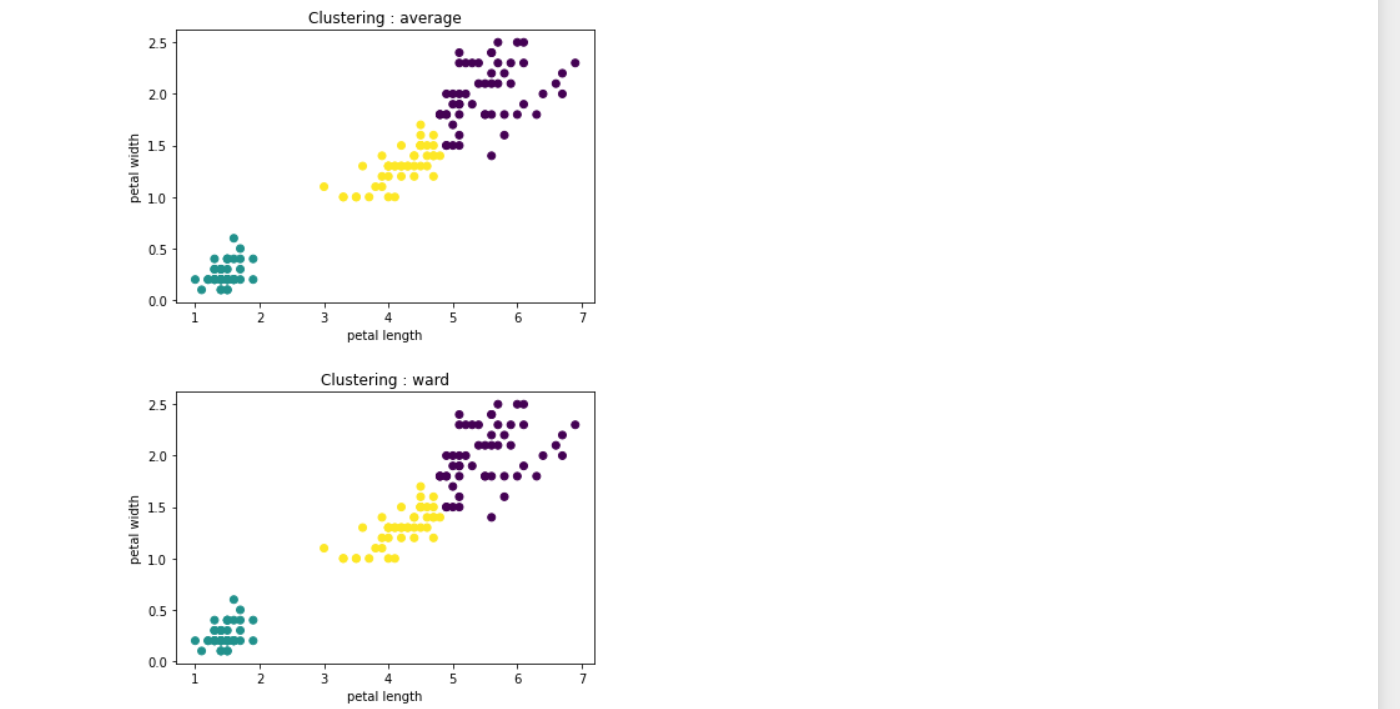 Clustering : average
2.5
2.0
1.5
1.0
0.5
0.0
petal width
1 2 3 4 5 6 7
petal length
Clustering : ward
2.5
2.0
1.5
1.0
0.5
0.0
petal width
1 2 3 4 5 6 7
petal length